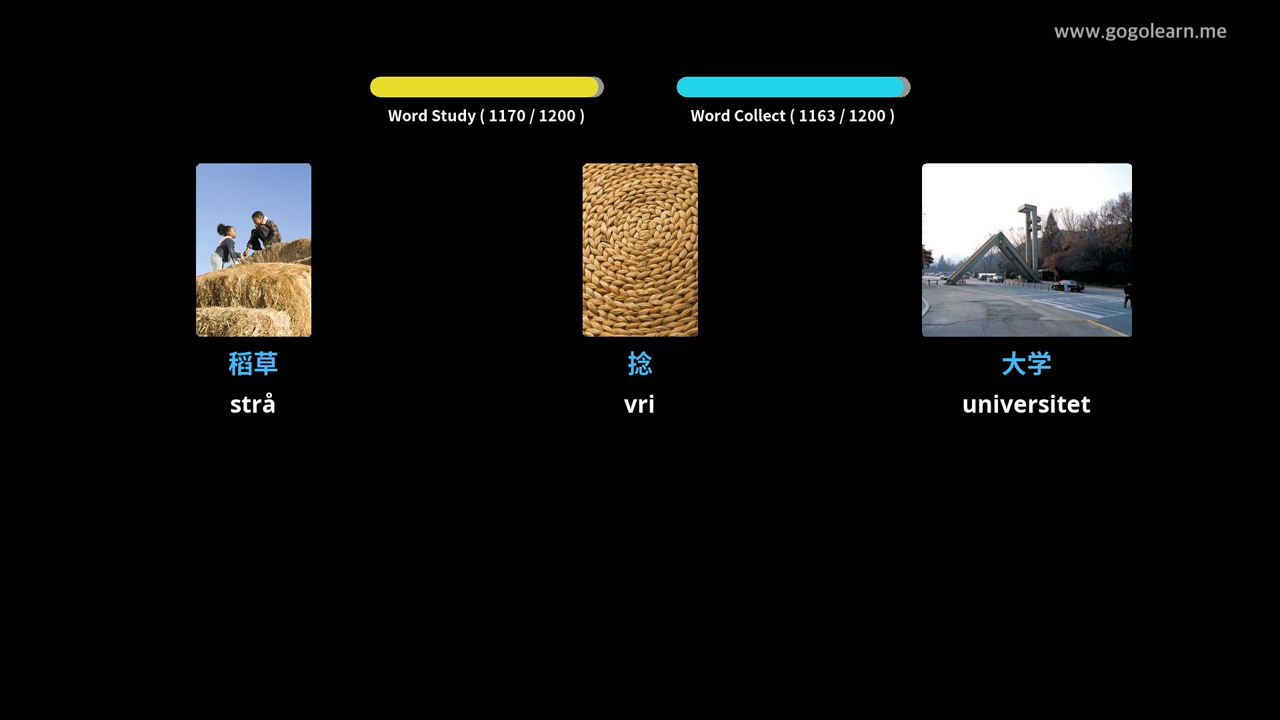 www.gogolearn.me
Word Study ( 1170 / 1200 )
Word Collect ( 1163 / 1200 )
稻草
捻
大学
strå
vri
universitet